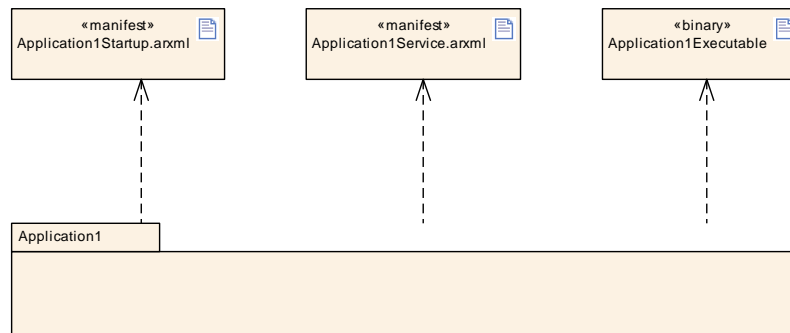 «manifest»
Application1Startup.arxml
«manifest»
Application1Service.arxml
«binary»
Application1Executable
Application1